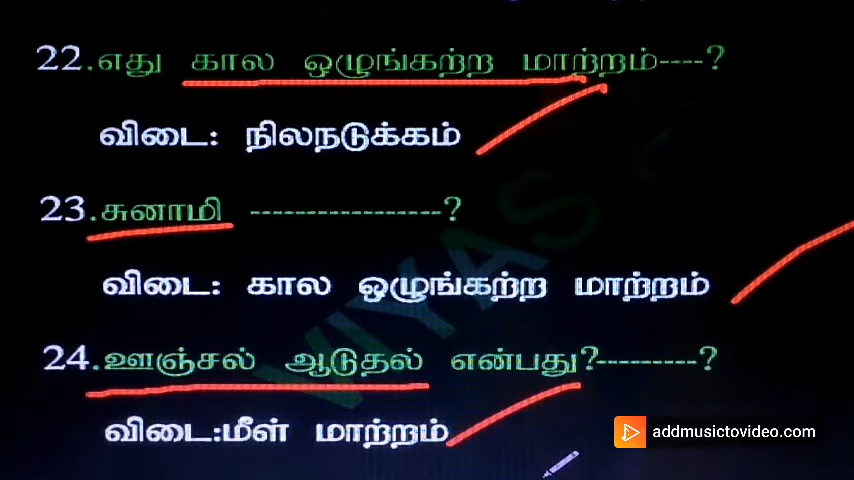 22.எது கால ஒழுங்கற்ற மாற்றம்----?
விடை: நிலநடுக்கம்
23.சுனாமி -----------------?
விடை: கால ஒழுங்கற்ற மாற்றம்
24.ஊஞ்சல் ஆடுதல் என்பது?---------?
விடை:மீள் மாற்றம்
VIYAS
addmusictovideo.com